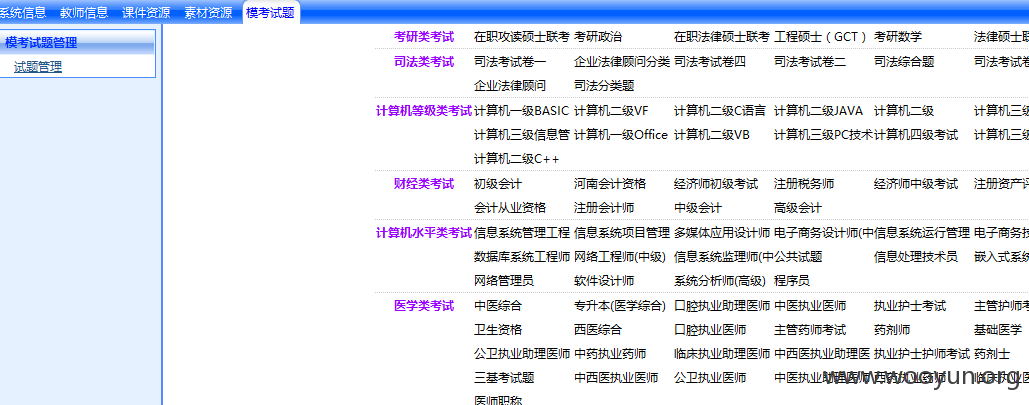 系统信息 教师信息 课件资源 素材资源 模考试题
模考试题管理
试题管理
考研类考试 在职攻读硕士联考 考研政治 在职法律硕士联考 工程硕士（GCT） 考研数学 法律硕士联
司法类考试 司法考试卷一 企业法律顾问分类 司法考试卷四 司法考试卷二 司法综合题 司法考试卷
企业法律顾问 司法分类题
计算机等级类考试 计算机一级BASIC 计算机二级VF 计算机二级C语言 计算机二级JAVA 计算机二级 计算机三级
计算机三级信息管 计算机一级Office 计算机二级VB 计算机三级PC技术 计算机四级考试 计算机三级
计算机二级C++
财经类考试 初级会计 河南会计资格 经济师初级考试 注册税务师 经济师中级考试 注册资产评
会计从业资格 注册会计师 中级会计 高级会计
计算机水平类考试 信息系统管理工程 信息系统项目管理 多媒体应用设计师 电子商务设计师(中 信息系统运行管理 电子商务技
数据库系统工程师 网络工程师(中级) 信息系统监理师(中 公共试题 信息处理技术员 嵌入式系统
网络管理员 软件设计师 系统分析师(高级) 程序员
医学类考试 中医综合 专升本(医学综合) 口腔执业助理医师 中医执业医师 执业护士考试 主管护师考
卫生资格 西医综合 口腔执业医师 主管药师考试 药剂师 基础医学
公卫执业助理医师 中药执业药师 临床执业助理医师 中西医执业助理医 执业护士护师考试 药剂士
三基考试题 中西医执业医师 公卫执业医师 中医执业助理医师 西药执业药师 临床执业医
医师职称
www.wooyun.org